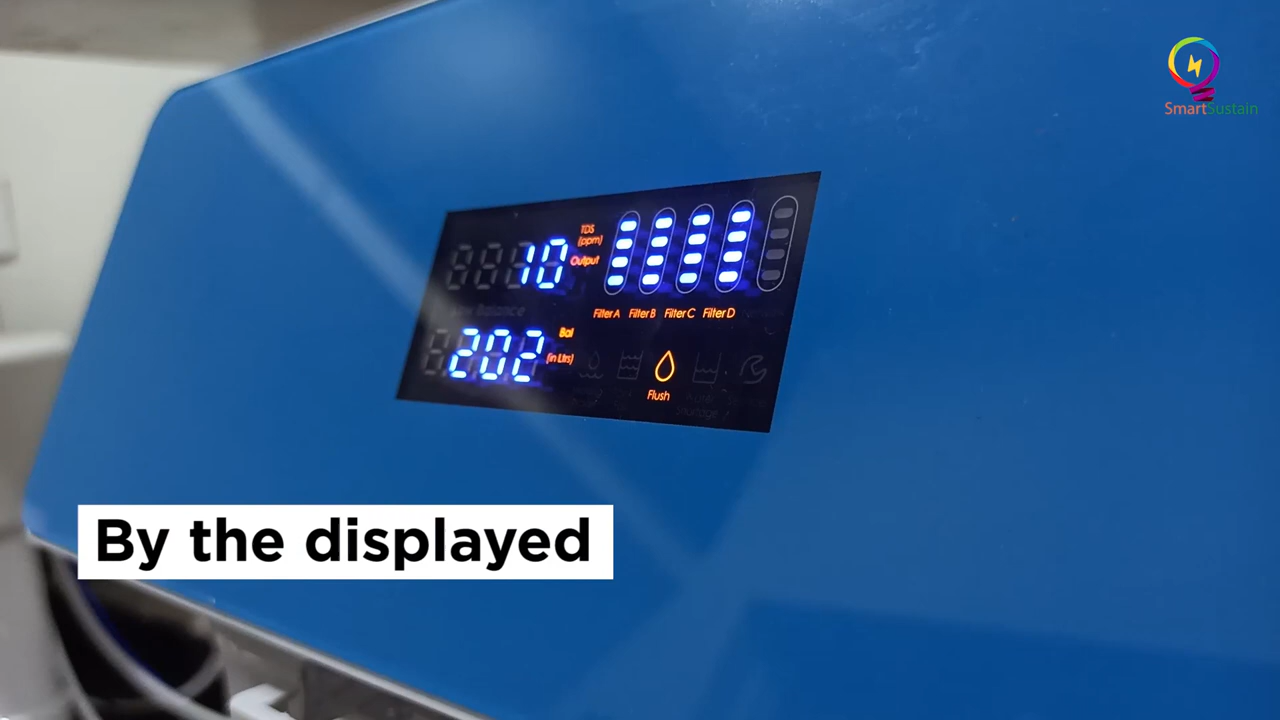 SmartSustain
10
TDS
(ppm)
Output
Filter A Filter B Filter C Filter D
202
Bal
(in Ltrs)
Flush
By the displayed